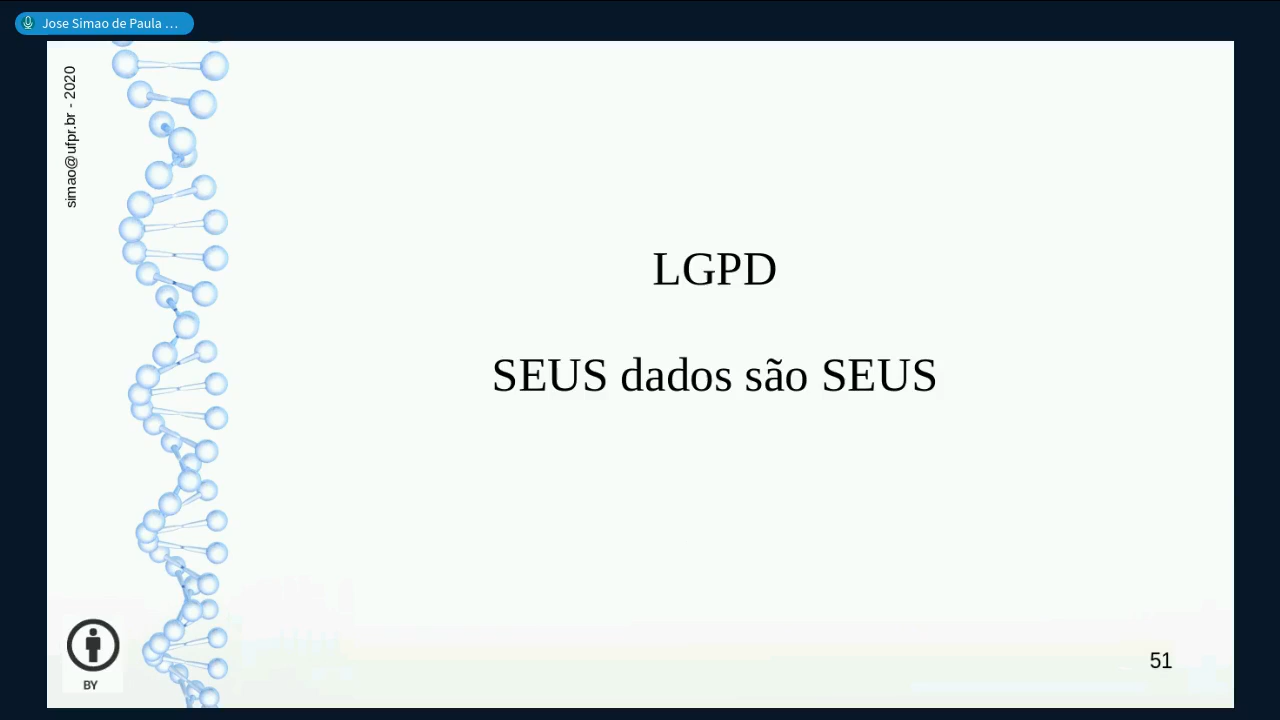 Jose Simao de Paula …
simao@ufpr.br - 2020
LGPD
SEUS dados são SEUS
BY
51